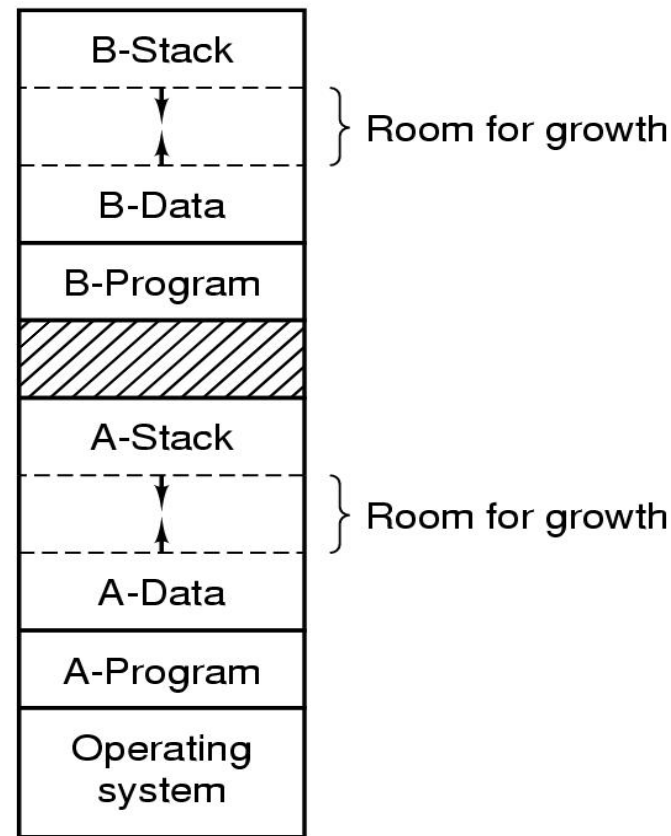 B-Stack
Room for growth
B-Data
B-Program
A-Stack
Room for growth
A-Data
A-Program
Operating
system